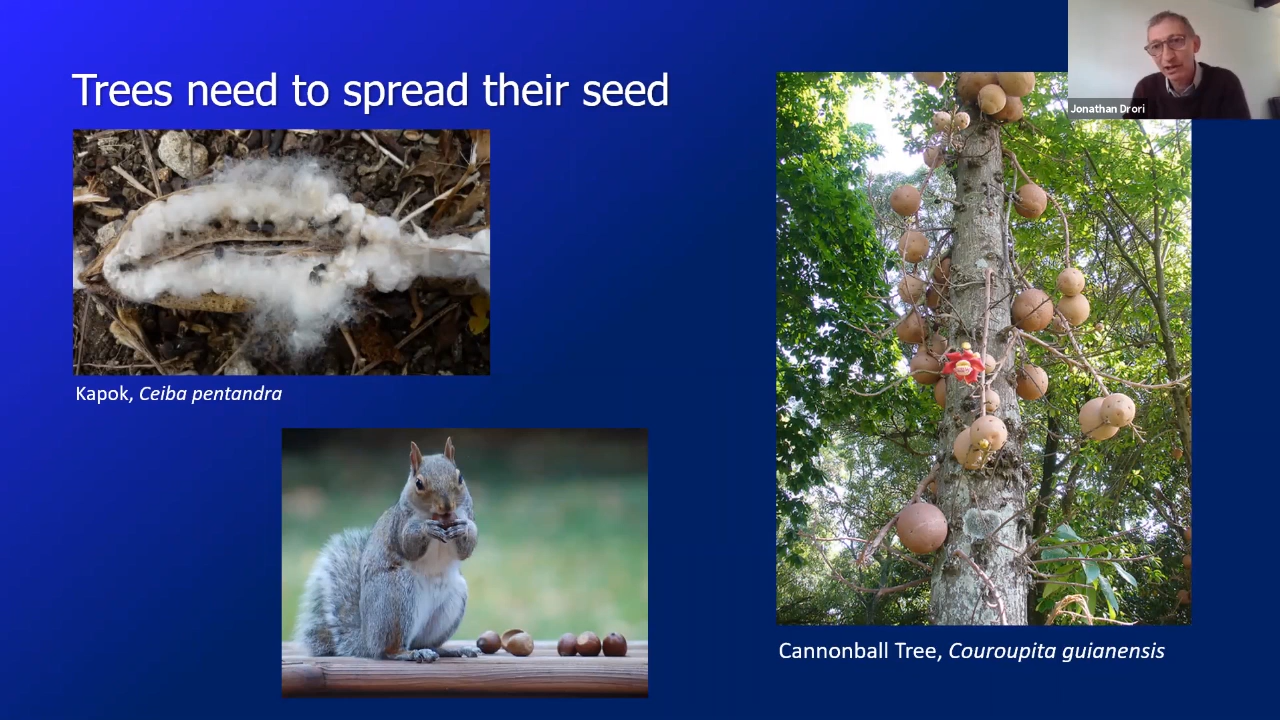 Trees need to spread their seed
Jonathan Drori
Kapok, Ceiba pentandra
Cannonball Tree, Couroupita guianensis